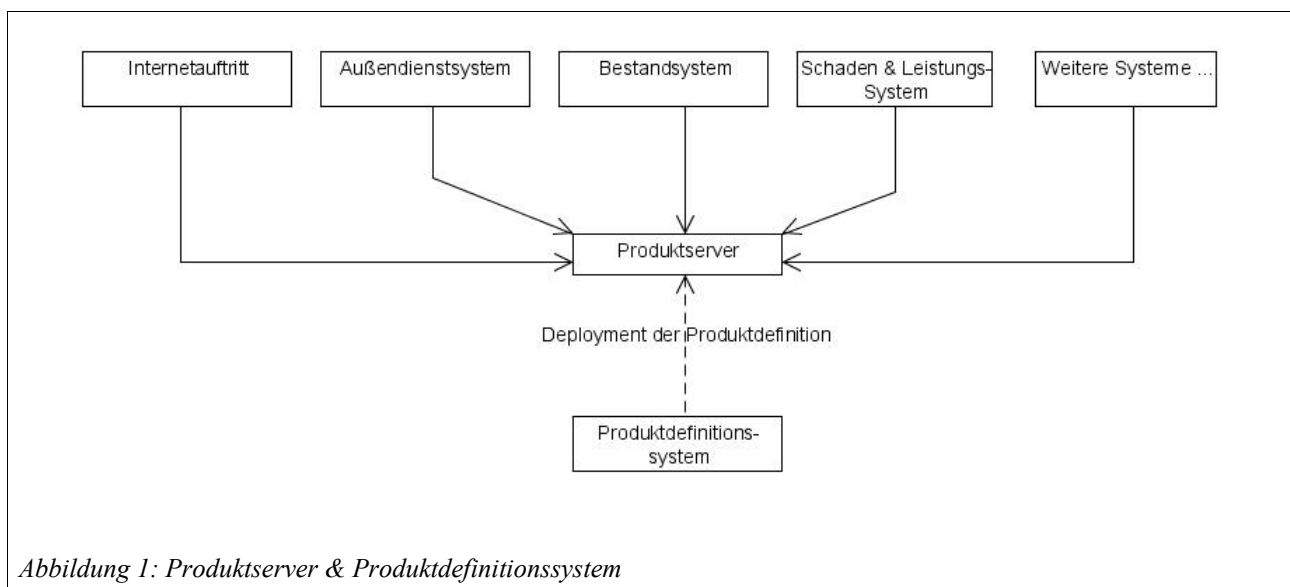 Internetauftritt
Außendienstsystem
Bestandsystem
Schaden & Leistungs-
System
Weitere Systeme ...
Produktserver
Deployment der Produktdefinition
Produktdefinitions-
system
Abbildung 1: Produktserver & Produktdefinitionssystem